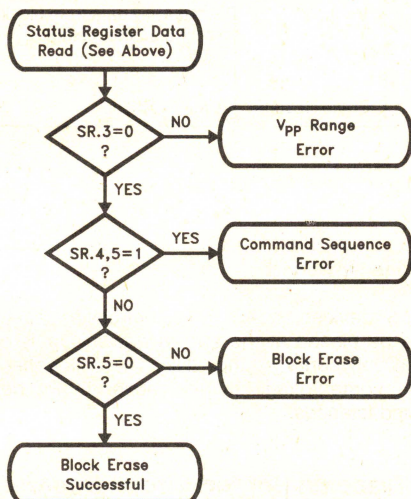 Status Register Data
Read (See Above)
SR.3=0
?
NO
VPP Range
Error
YES
SR.4,5=1
?
YES
Command Sequence
Error
NO
SR.5=0
?
NO
Block Erase
Error
YES
Block Erase
Successful